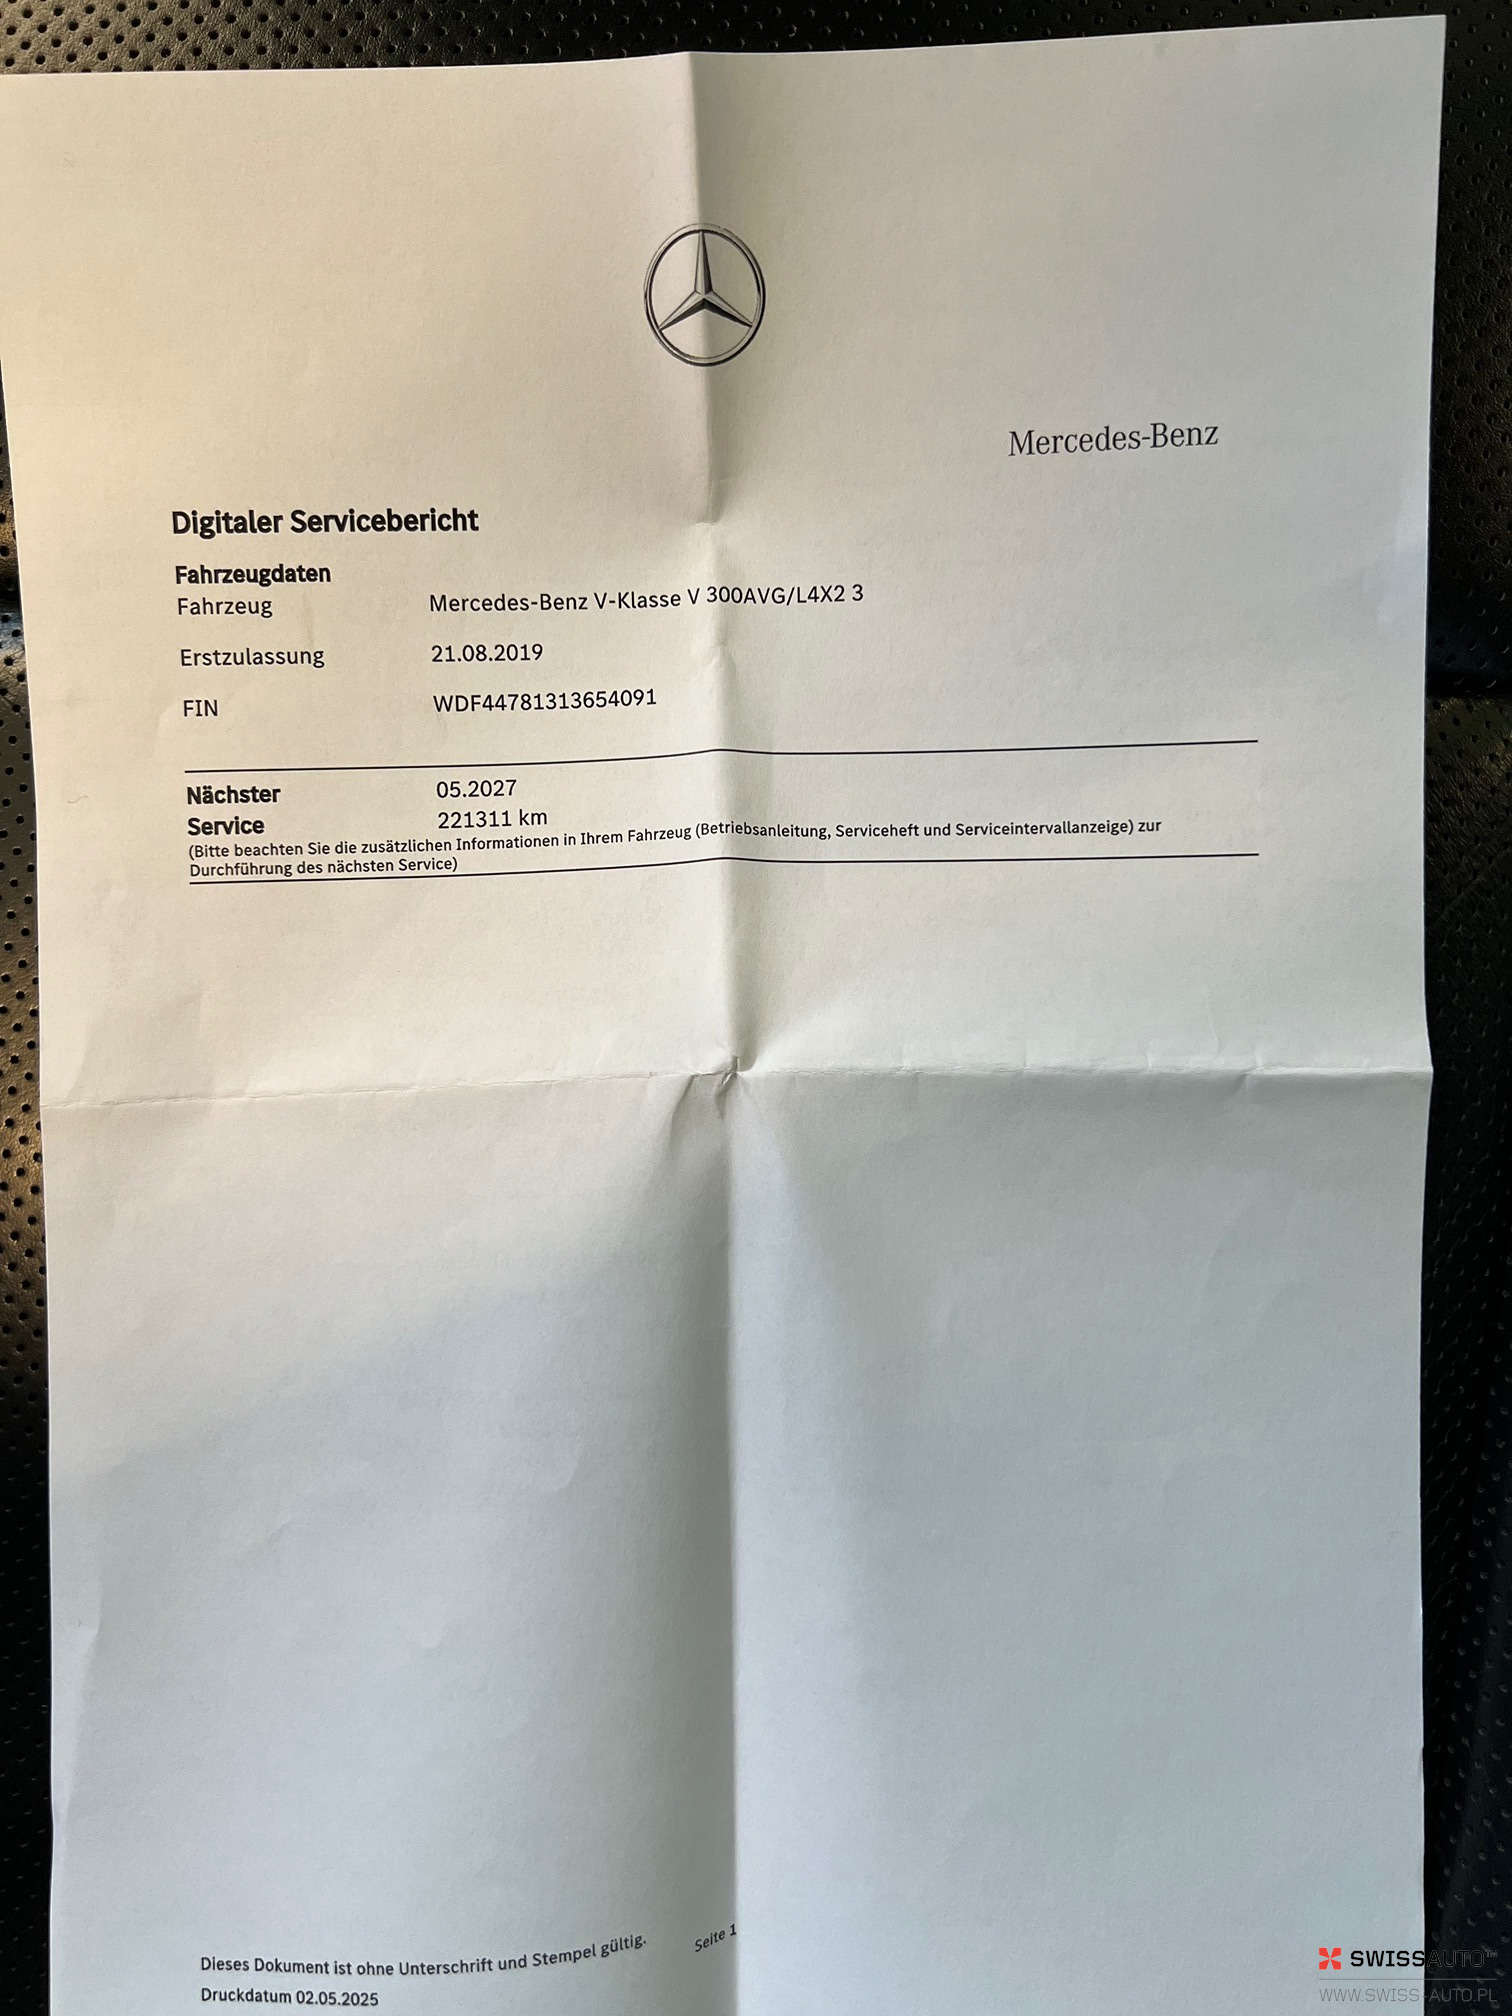 Mercedes-Benz
Digitaler Servicebericht
Fahrzeugdaten
Fahrzeug Mercedes-Benz V-Klasse V 300AVG/L4X2 3
Erstzulassung 21.08.2019
FIN WDF44781313654091
Nächster 05.2027
Service 221311 km
(Bitte beachten Sie die zusätzlichen Informationen in Ihrem Fahrzeug (Betriebsanleitung, Serviceheft und Serviceintervallanzeige) zur
Durchführung des nächsten Service)
Dieses Dokument ist ohne Unterschrift und Stempel gültig. Seite 1
Druckdatum 02.05.2025
SWISSAUTO™
WWW.SWISS-AUTO.PL